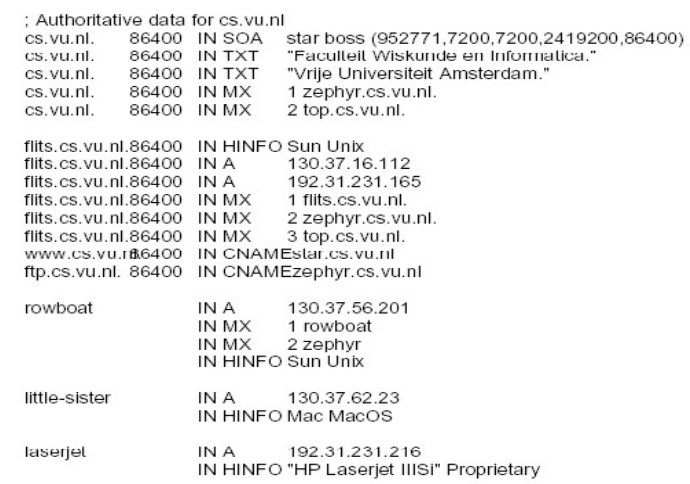 ; Authoritative data for cs.vu.nl
cs.vu.nl. 86400 IN SOA star boss (952771,7200,7200,2419200,86400)
cs.vu.nl. 86400 IN TXT "Faculteit Wiskunde en Informatica."
cs.vu.nl. 86400 IN TXT "Vrije Universiteit Amsterdam."
cs.vu.nl. 86400 IN MX 1 zephyr.cs.vu.nl.
cs.vu.nl. 86400 IN MX 2 top.cs.vu.nl.
flits.cs.vu.nl.86400 IN HINFO Sun Unix
flits.cs.vu.nl.86400 IN A 130.37.16.112
flits.cs.vu.nl.86400 IN A 192.31.231.165
flits.cs.vu.nl.86400 IN MX 1 flits.cs.vu.nl.
flits.cs.vu.nl.86400 IN MX 2 zephyr.cs.vu.nl.
flits.cs.vu.nl.86400 IN MX 3 top.cs.vu.nl.
www.cs.vu.nl.86400 IN CNAMEstar.cs.vu.nl
ftp.cs.vu.nl. 86400 IN CNAMEzephyr.cs.vu.nl
rowboat IN A 130.37.56.201
IN MX 1 rowboat
IN MX 2 zephyr
IN HINFO Sun Unix
little-sister IN A 130.37.62.23
IN HINFO Mac MacOS
laserjet IN A 192.31.231.216
IN HINFO "HP Laserjet IIISi" Proprietary